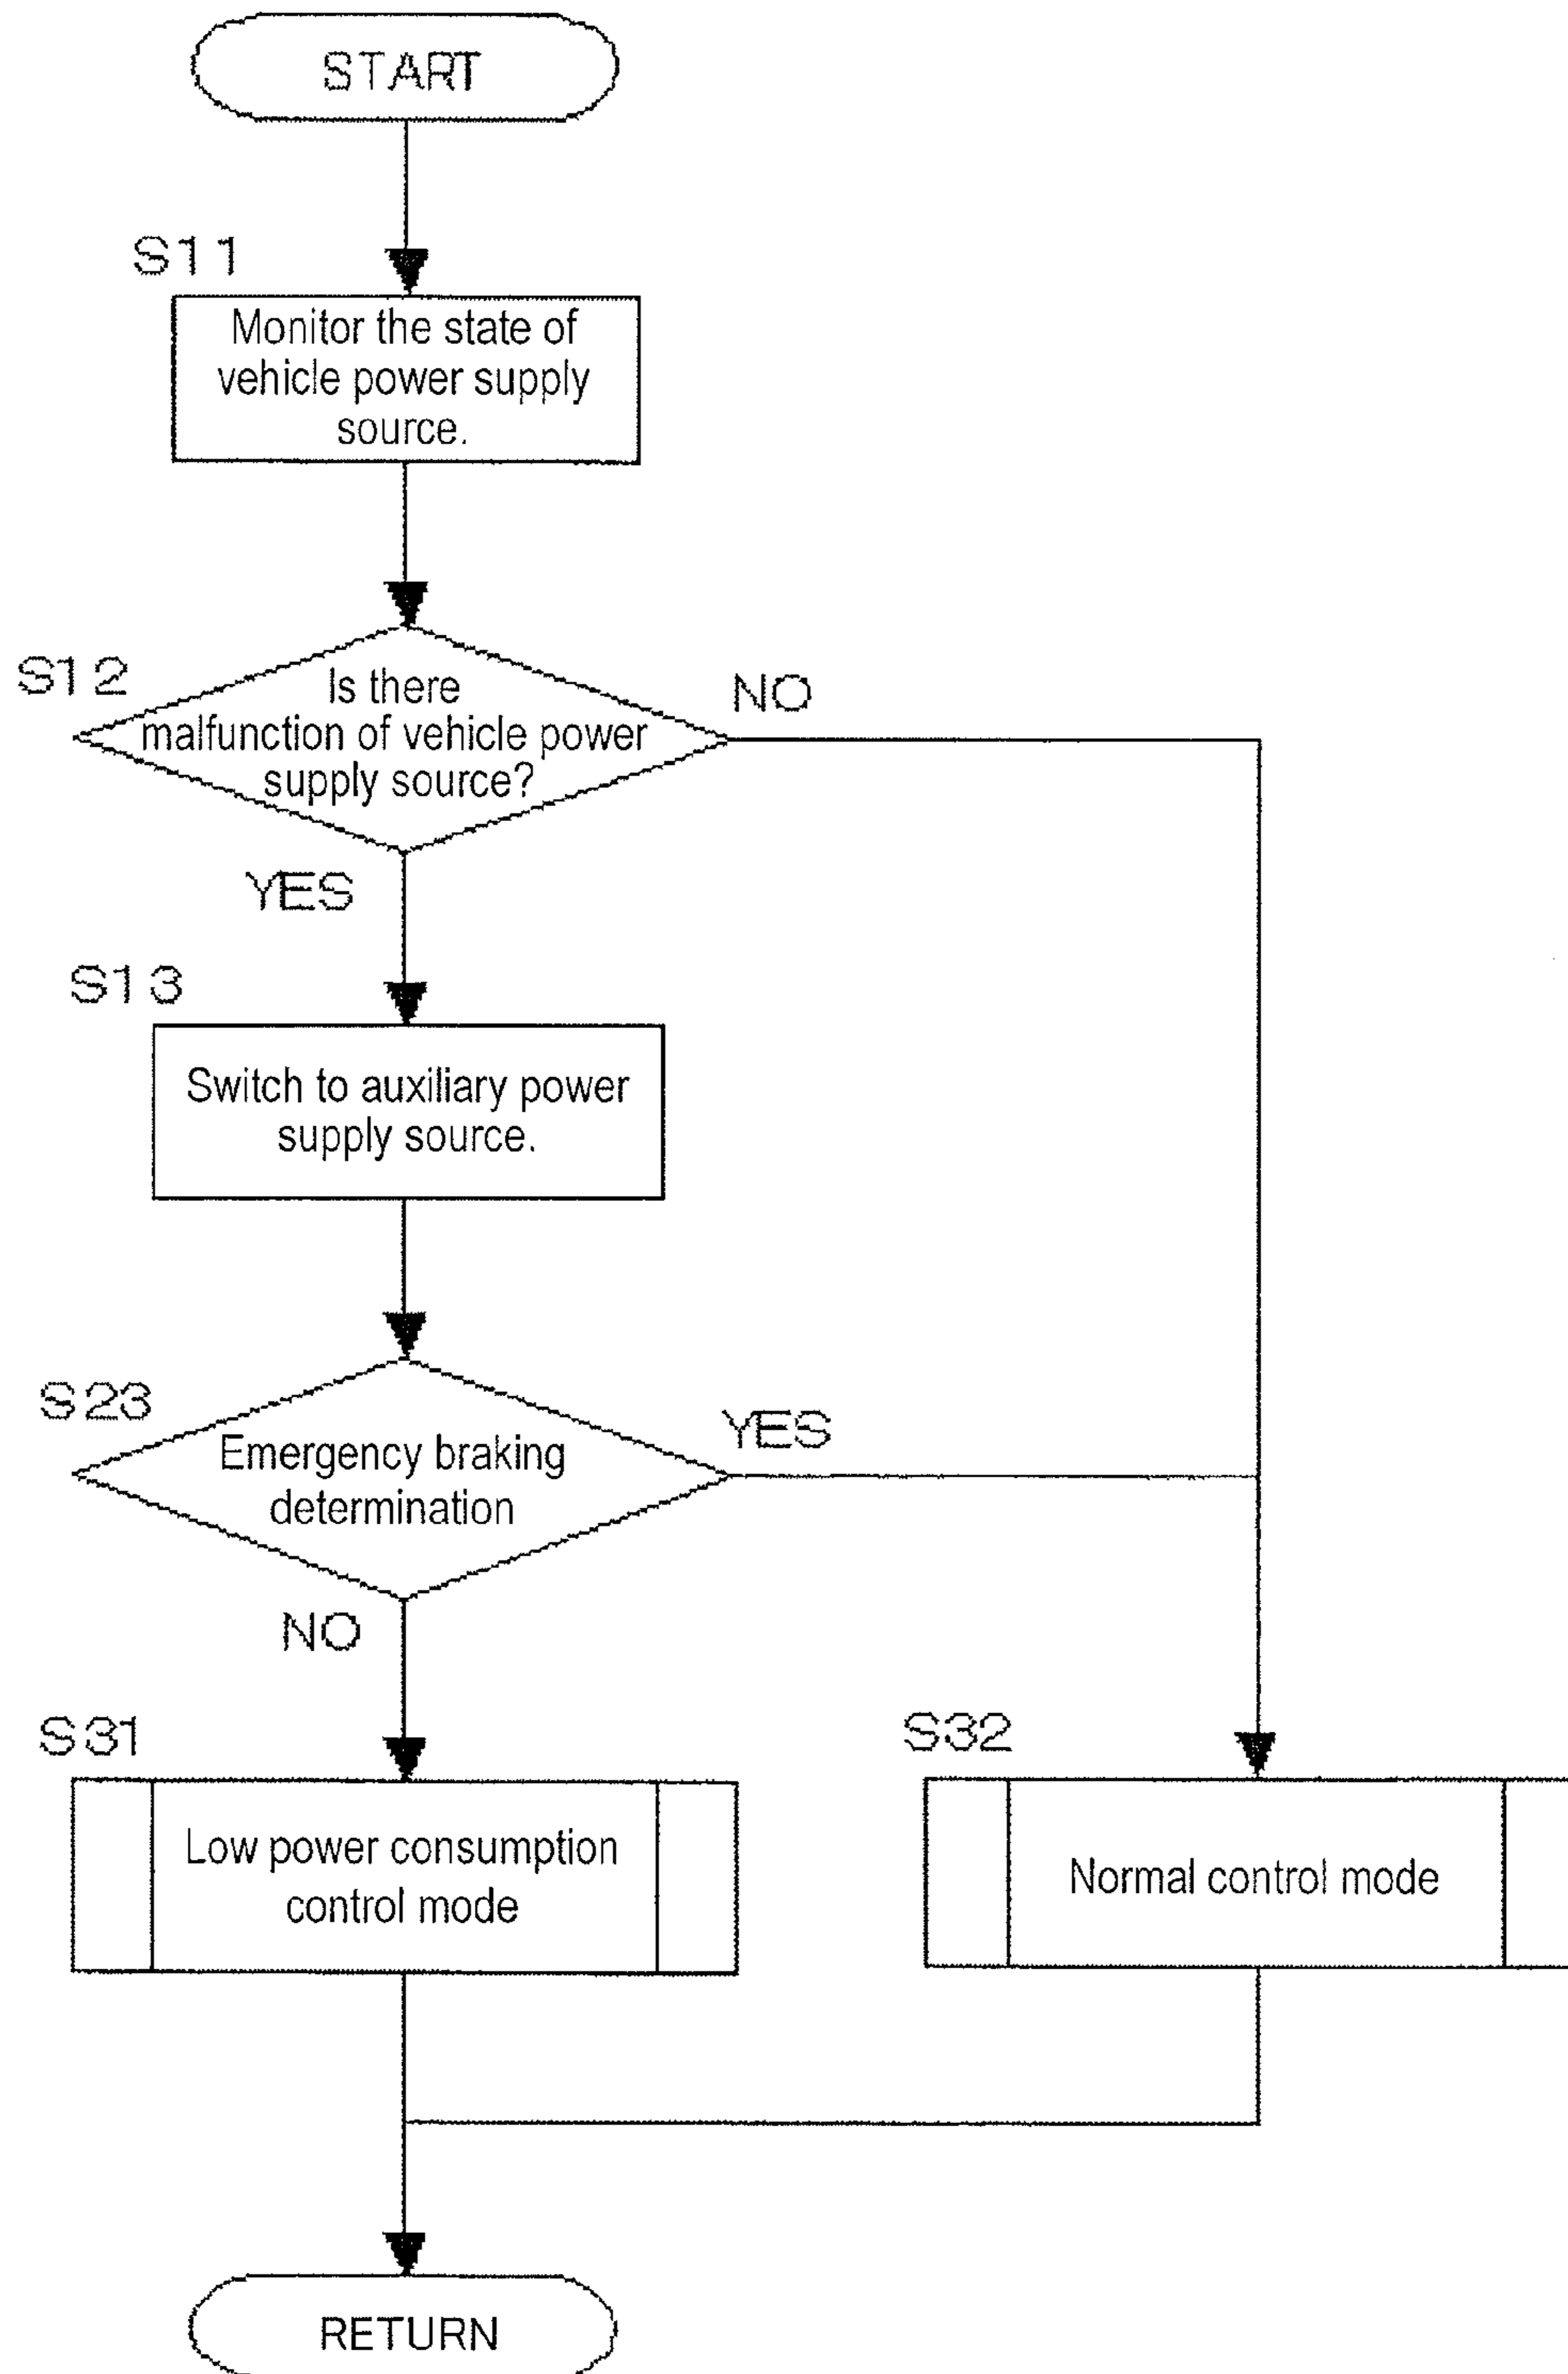 START
S11
Monitor the state of
vehicle power supply
source.
S12
Is there
malfunction of vehicle power
supply source?
NO
YES
S13
Switch to auxiliary power
supply source.
S23
Emergency braking
determination
YES
NO
S31
Low power consumption
control mode
S32
Normal control mode
RETURN